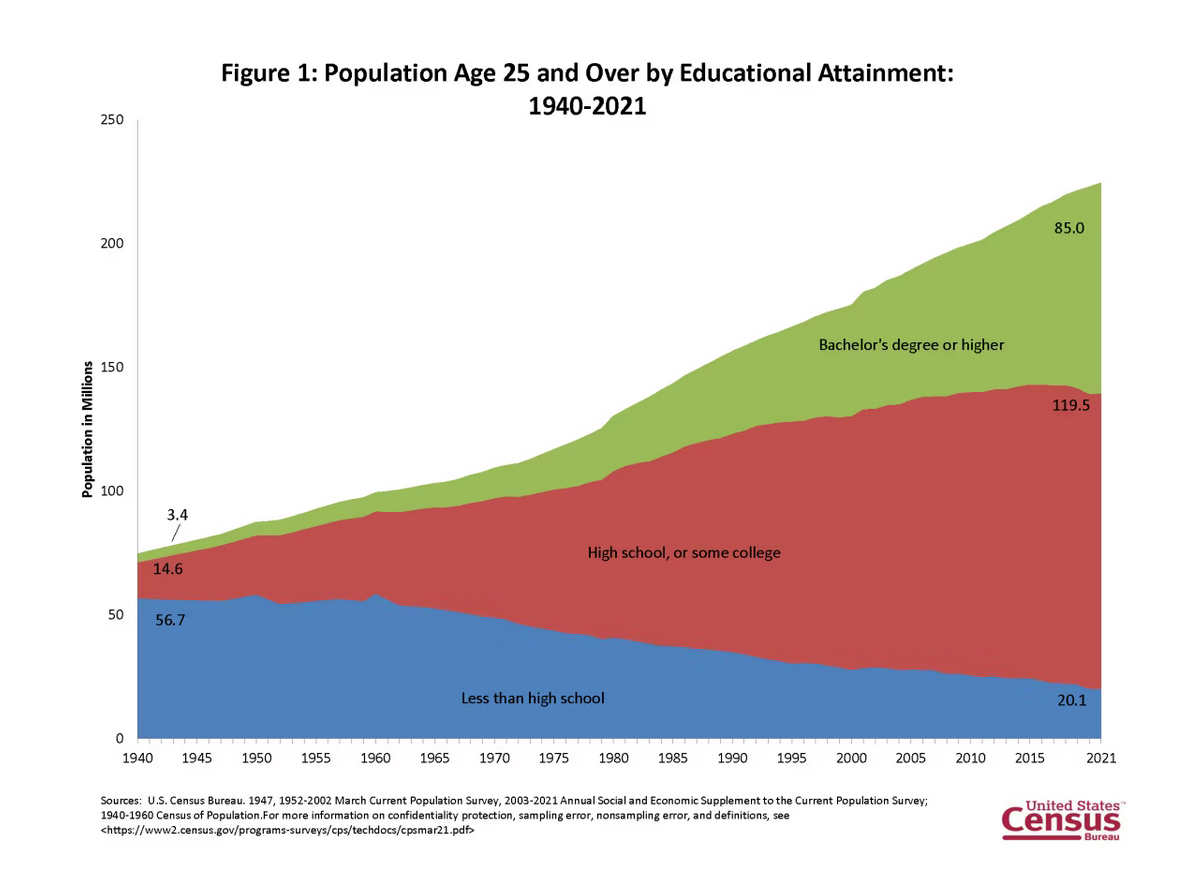 Figure 1: Population Age 25 and Over by Educational Attainment:
1940-2021
250
200
150
100
50
0
Population in Millions
85.0
Bachelor's degree or higher
119.5
3.4
14.6
High school, or some college
56.7
Less than high school
20.1
1940 1945 1950 1955 1960 1965 1970 1975 1980 1985 1990 1995 2000 2005 2010 2015 2021
Sources: U.S. Census Bureau. 1947, 1952-2002 March Current Population Survey, 2003-2021 Annual Social and Economic Supplement to the Current Population Survey;
1940-1960 Census of Population.For more information on confidentiality protection, sampling error, nonsampling error, and definitions, see
<https://www2.census.gov/programs-surveys/cps/techdocs/cpsmar21.pdf>
United States™
Census
Bureau